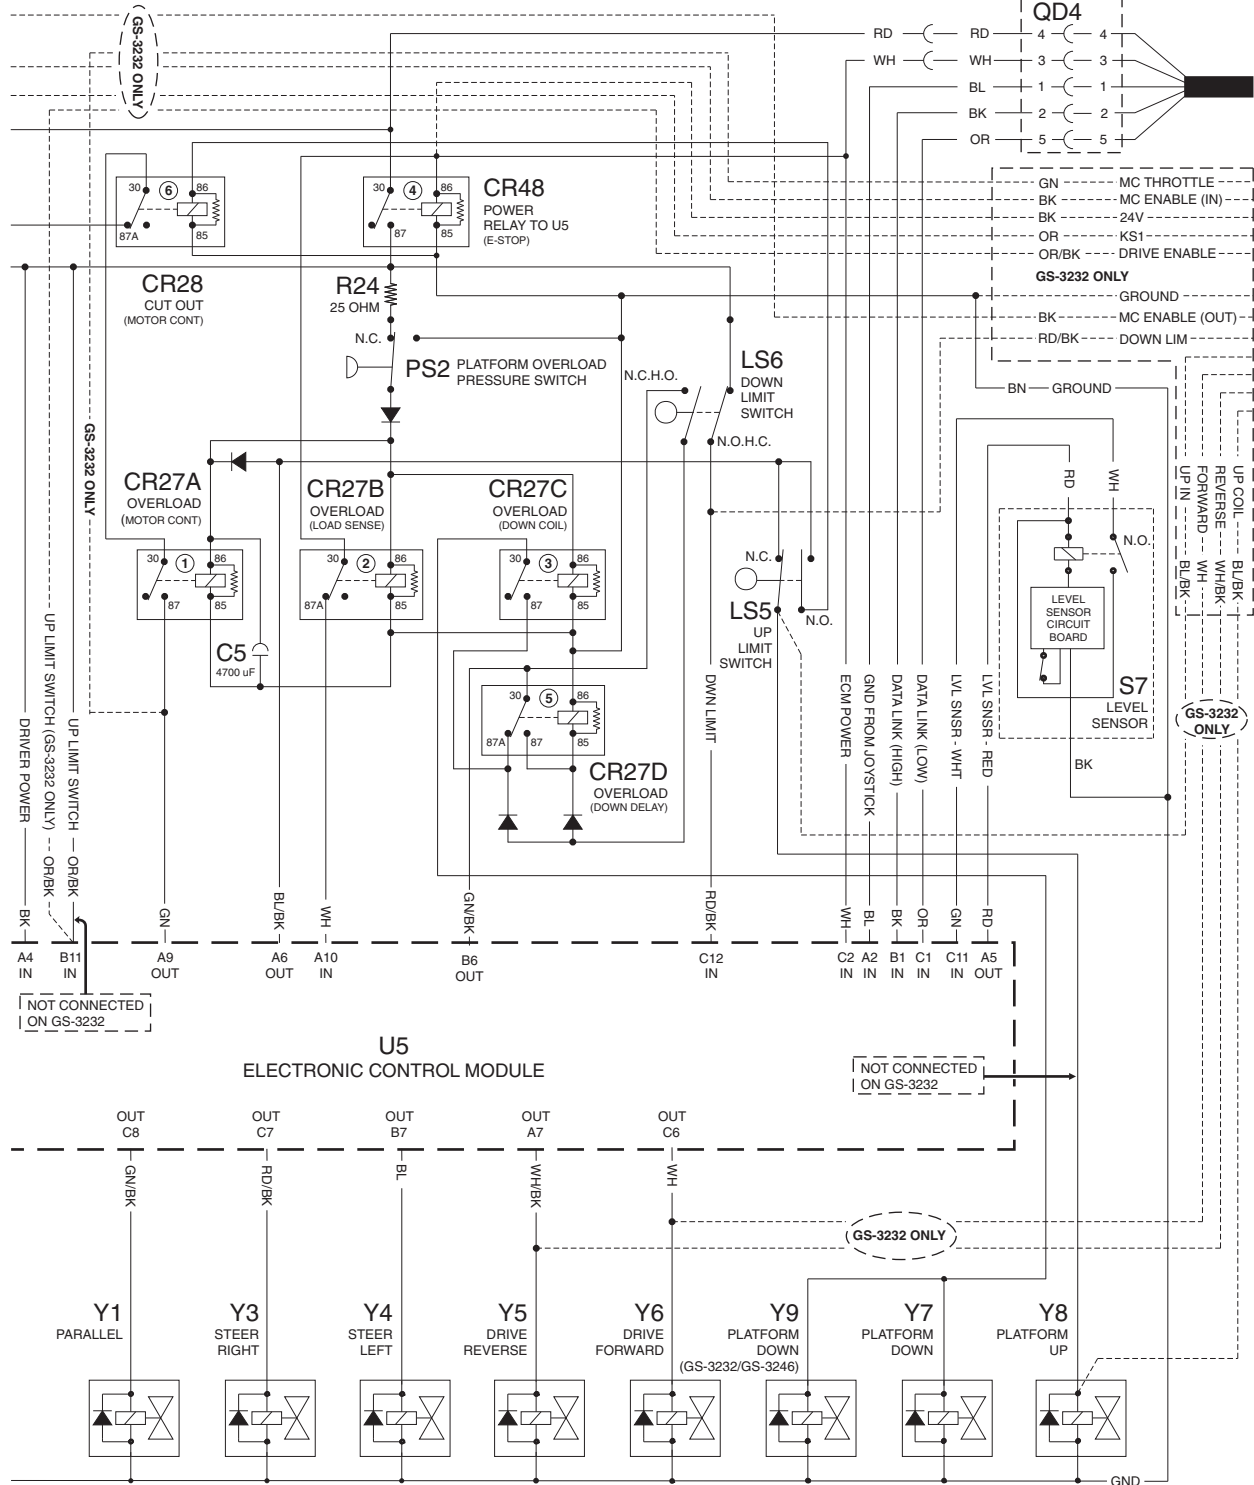 QD4
GS-3232 ONLY
RD RD 4 4
WH WH 3 3
BL 1 1
BK 2 2
OR 5 5
GN MC THROTTLE
BK MC ENABLE (IN)
BK 24V
OR KS1
OR/BK DRIVE ENABLE
GS-3232 ONLY
GROUND
BK MC ENABLE (OUT)
RD/BK DOWN LIM
BN GROUND
30 6 86
87A 85
CR28
CUT OUT
(MOTOR CONT)
30 4 86
87 85
CR48
POWER
RELAY TO U5
(E-STOP)
R24
25 OHM
N.C.
PS2 PLATFORM OVERLOAD
PRESSURE SWITCH
N.C.H.O.
N.O.H.C.
LS6
DOWN
LIMIT
SWITCH
GS-3232 ONLY
CR27A
OVERLOAD
(MOTOR CONT)
30 1 86
87 85
CR27B
OVERLOAD
(LOAD SENSE)
30 2 86
87A 85
CR27C
OVERLOAD
(DOWN COIL)
30 3 86
87 85
C5
4700 uF
30 5 86
87A 87 85
CR27D
OVERLOAD
(DOWN DELAY)
N.C.
N.O.
LS5
UP
LIMIT
SWITCH
RD
WH
N.O.
LEVEL
SENSOR
CIRCUIT
BOARD
S7
LEVEL
SENSOR
BK
UP IN BL/BK
FORWARD WH
REVERSE WH/BK
UP COIL BL/BK
GS-3232
ONLY
DRIVER POWER BK
UP LIMIT SWITCH (GS-3232 ONLY) OR/BK
UP LIMIT SWITCH OR/BK
GN
BL/BK
WH
GN/BK
DWN LIMIT RD/BK
ECM POWER WH
GND FROM JOYSTICK BL
DATA LINK (HIGH) BK
DATA LINK (LOW) OR
LVL SNSR - WHT GN
LVL SNSR - RED RD
A4 B11 A9 A6 A10 B6 C12 C2 A2 B1 C1 C11 A5
IN IN OUT OUT IN OUT IN IN IN IN IN IN OUT
NOT CONNECTED
ON GS-3232
U5
ELECTRONIC CONTROL MODULE
NOT CONNECTED
ON GS-3232
OUT OUT OUT OUT OUT
C8 C7 B7 A7 C6
GN/BK
RD/BK
BL
WH/BK
WH
GS-3232 ONLY
Y1
PARALLEL
Y3
STEER
RIGHT
Y4
STEER
LEFT
Y5
DRIVE
REVERSE
Y6
DRIVE
FORWARD
Y9
PLATFORM
DOWN
(GS-3232/GS-3246)
Y7
PLATFORM
DOWN
Y8
PLATFORM
UP
GND